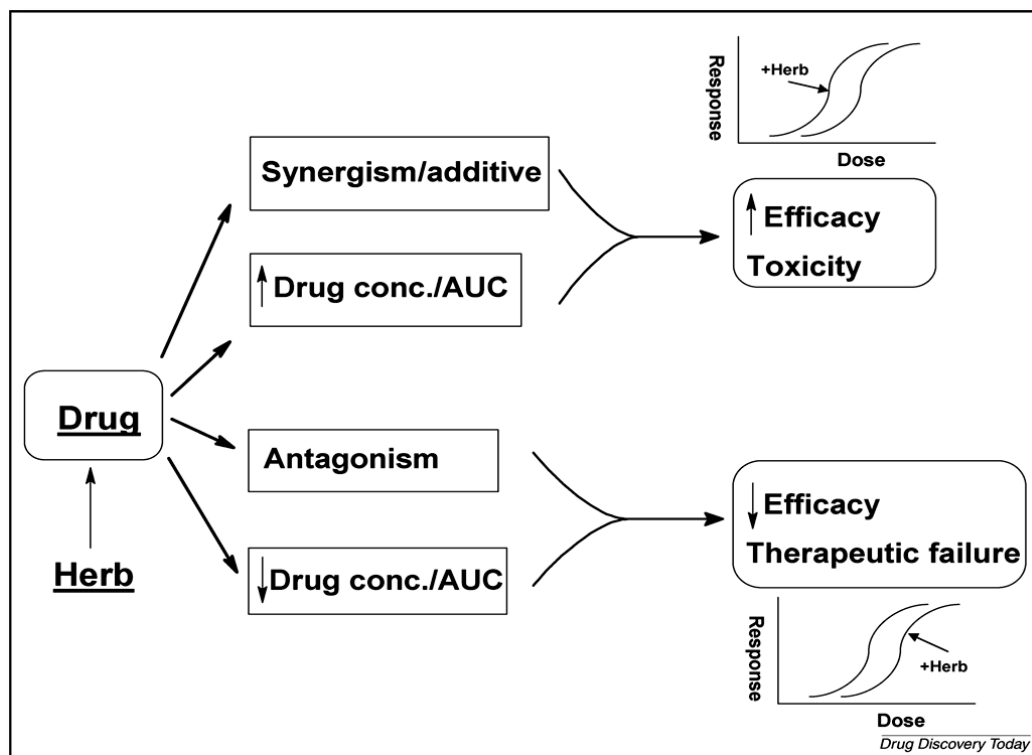 Response
+Herb
Dose
Synergism/additive
↑ Efficacy
Toxicity
↑ Drug conc./AUC
Drug
Antagonism
↓ Efficacy
Therapeutic failure
Herb
↓ Drug conc./AUC
Response
+Herb
Dose
Drug Discovery Today